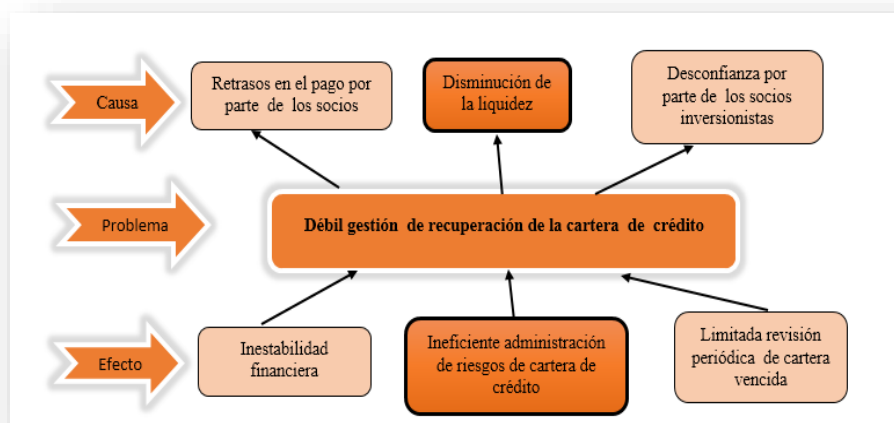 Causa
Retrasos en el pago por
parte de los socios
Disminución de
la liquidez
Desconfianza por
parte de los socios
inversionistas
Problema
Débil gestión de recuperación de la cartera de crédito
Efecto
Inestabilidad
financiera
Ineficiente administración
de riesgos de cartera de
crédito
Limitada revisión
periódica de cartera
vencida